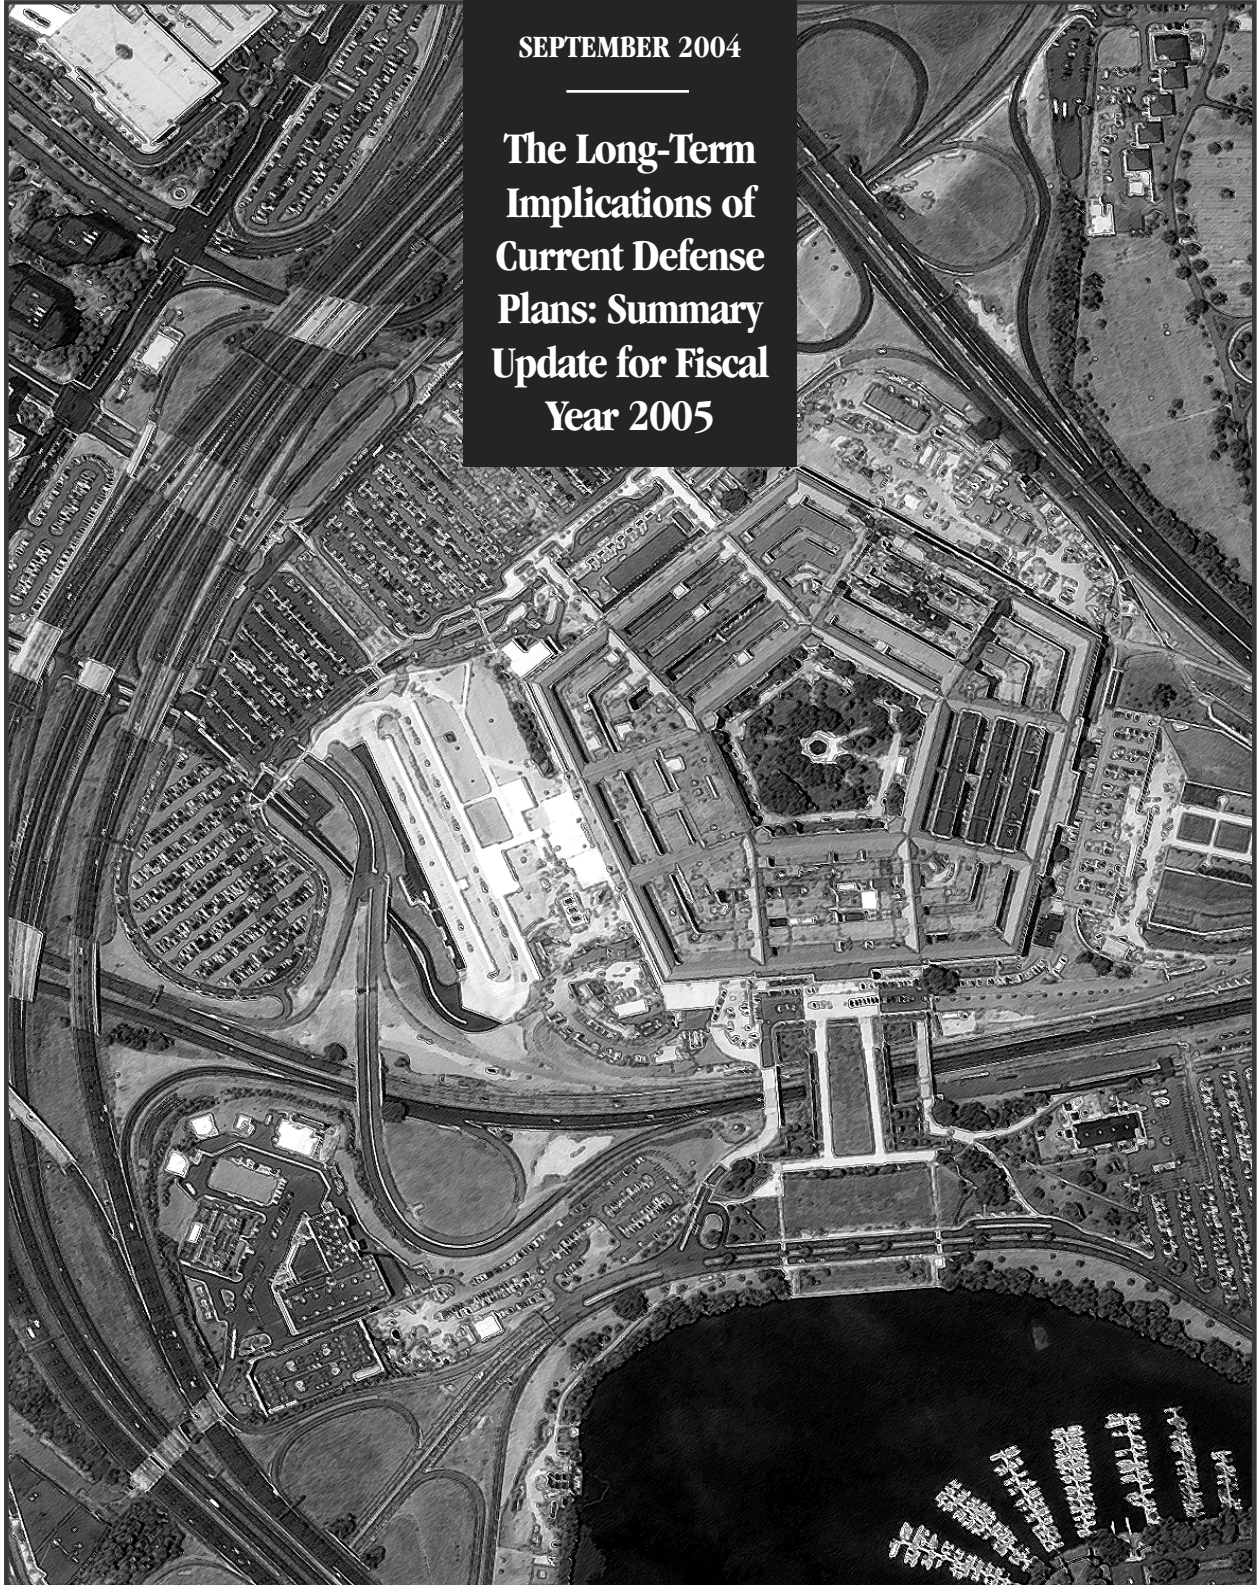 SEPTEMBER 2004
The Long-Term
Implications of
Current Defense
Plans: Summary
Update for Fiscal
Year 2005